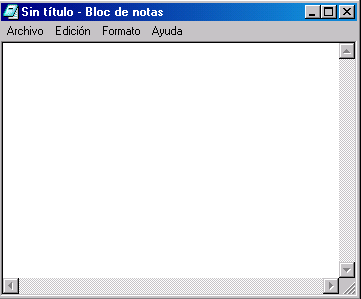 Sin título - Bloc de notas
Archivo Edición Formato Ayuda